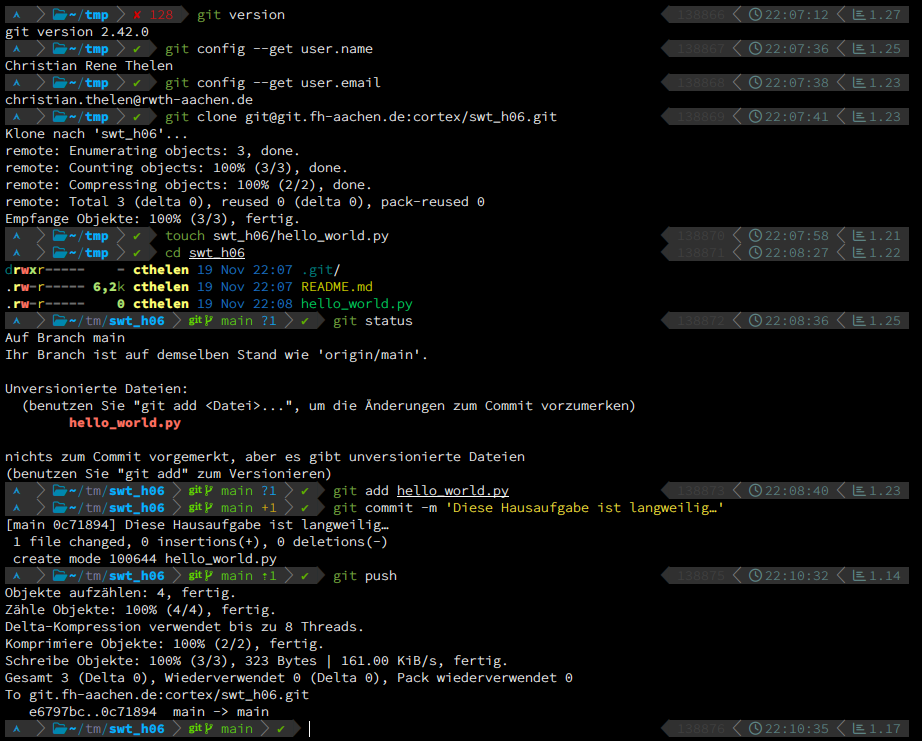 ~/tmp ✘ 128 git version 138866 22:07:12 1.27
git version 2.42.0
~/tmp ✔ git config --get user.name 138867 22:07:36 1.25
Christian Rene Thelen
~/tmp ✔ git config --get user.email 138868 22:07:38 1.23
christian.thelen@rwth-aachen.de
~/tmp ✔ git clone git@git.fh-aachen.de:cortex/swt_h06.git 138869 22:07:41 1.23
Klone nach 'swt_h06'...
remote: Enumerating objects: 3, done.
remote: Counting objects: 100% (3/3), done.
remote: Compressing objects: 100% (2/2), done.
remote: Total 3 (delta 0), reused 0 (delta 0), pack-reused 0
Empfange Objekte: 100% (3/3), fertig.
~/tmp ✔ touch swt_h06/hello_world.py 138870 22:07:58 1.21
~/tmp ✔ cd swt_h06 138871 22:08:27 1.22
drwxr----- - cthelen 19 Nov 22:07 .git/
.rw-r----- 6,2k cthelen 19 Nov 22:07 README.md
.rw-r----- 0 cthelen 19 Nov 22:08 hello_world.py
~/tm/swt_h06 git main ?1 ✔ git status 138872 22:08:36 1.25
Auf Branch main
Ihr Branch ist auf demselben Stand wie 'origin/main'.
Unversionierte Dateien:
(benutzen Sie "git add <Datei>...", um die Änderungen zum Commit vorzumerken)
hello_world.py
nichts zum Commit vorgemerkt, aber es gibt unversionierte Dateien
(benutzen Sie "git add" zum Versionieren)
~/tm/swt_h06 git main ?1 ✔ git add hello_world.py 138873 22:08:40 1.23
~/tm/swt_h06 git main +1 ✔ git commit -m 'Diese Hausaufgabe ist langweilig…'
[main 0c71894] Diese Hausaufgabe ist langweilig…
1 file changed, 0 insertions(+), 0 deletions(-)
create mode 100644 hello_world.py
~/tm/swt_h06 git main ⇡1 ✔ git push 138875 22:10:32 1.14
Objekte aufzählen: 4, fertig.
Zähle Objekte: 100% (4/4), fertig.
Delta-Kompression verwendet bis zu 8 Threads.
Komprimiere Objekte: 100% (2/2), fertig.
Schreibe Objekte: 100% (3/3), 323 Bytes | 161.00 KiB/s, fertig.
Gesamt 3 (Delta 0), Wiederverwendet 0 (Delta 0), Pack wiederverwendet 0
To git.fh-aachen.de:cortex/swt_h06.git
e6797bc..0c71894 main -> main
~/tm/swt_h06 git main ✔ 138876 22:10:35 1.17